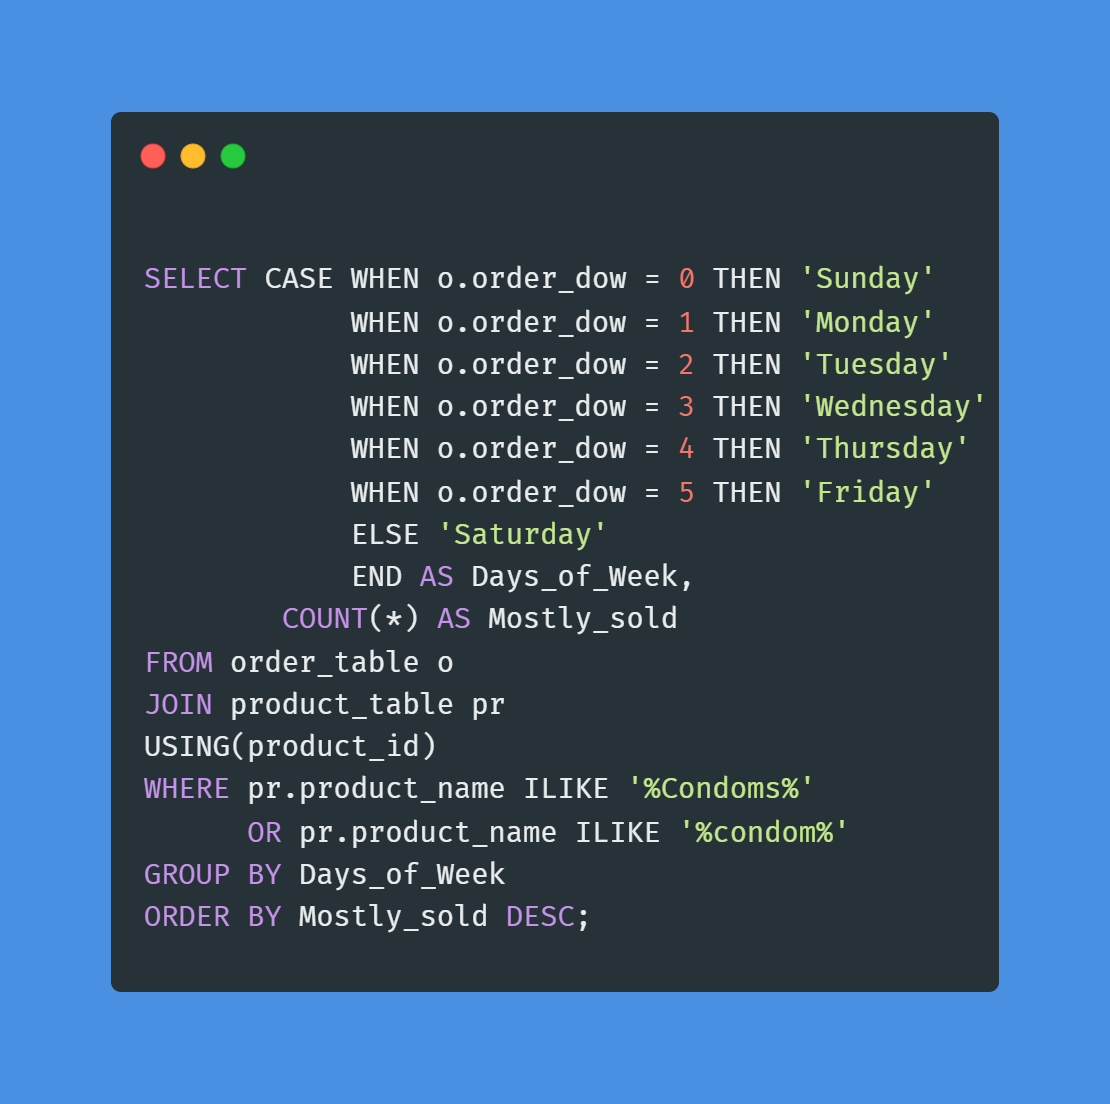 SELECT CASE WHEN o.order_dow = 0 THEN 'Sunday'
            WHEN o.order_dow = 1 THEN 'Monday'
            WHEN o.order_dow = 2 THEN 'Tuesday'
            WHEN o.order_dow = 3 THEN 'Wednesday'
            WHEN o.order_dow = 4 THEN 'Thursday'
            WHEN o.order_dow = 5 THEN 'Friday'
            ELSE 'Saturday'
            END AS Days_of_Week,
        COUNT(*) AS Mostly_sold
FROM order_table o
JOIN product_table pr
USING(product_id)
WHERE pr.product_name ILIKE '%Condoms%'
      OR pr.product_name ILIKE '%condom%'
GROUP BY Days_of_Week
ORDER BY Mostly_sold DESC;